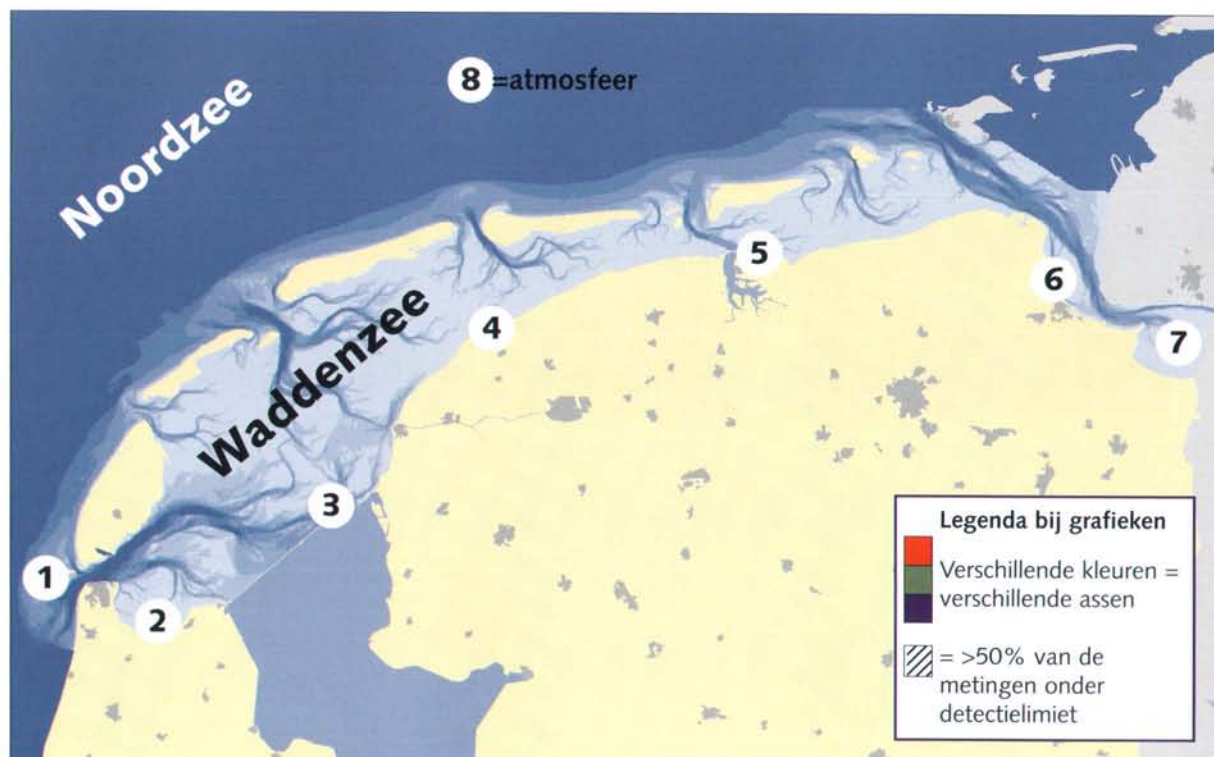 Noordzee
8 =atmosfeer
5
6
4
7
Waddenzee
3
1
2
Legenda bij grafieken
Verschillende kleuren =
verschillende assen
= >50% van de
metingen onder
detectielimiet